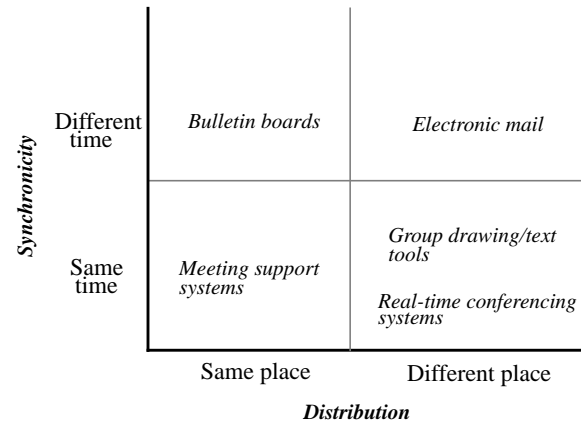 Synchronicity
Different
time
Bulletin boards
Electronic mail
Same
time
Meeting support
systems
Group drawing/text
tools
Real-time conferencing
systems
Same place
Different place
Distribution